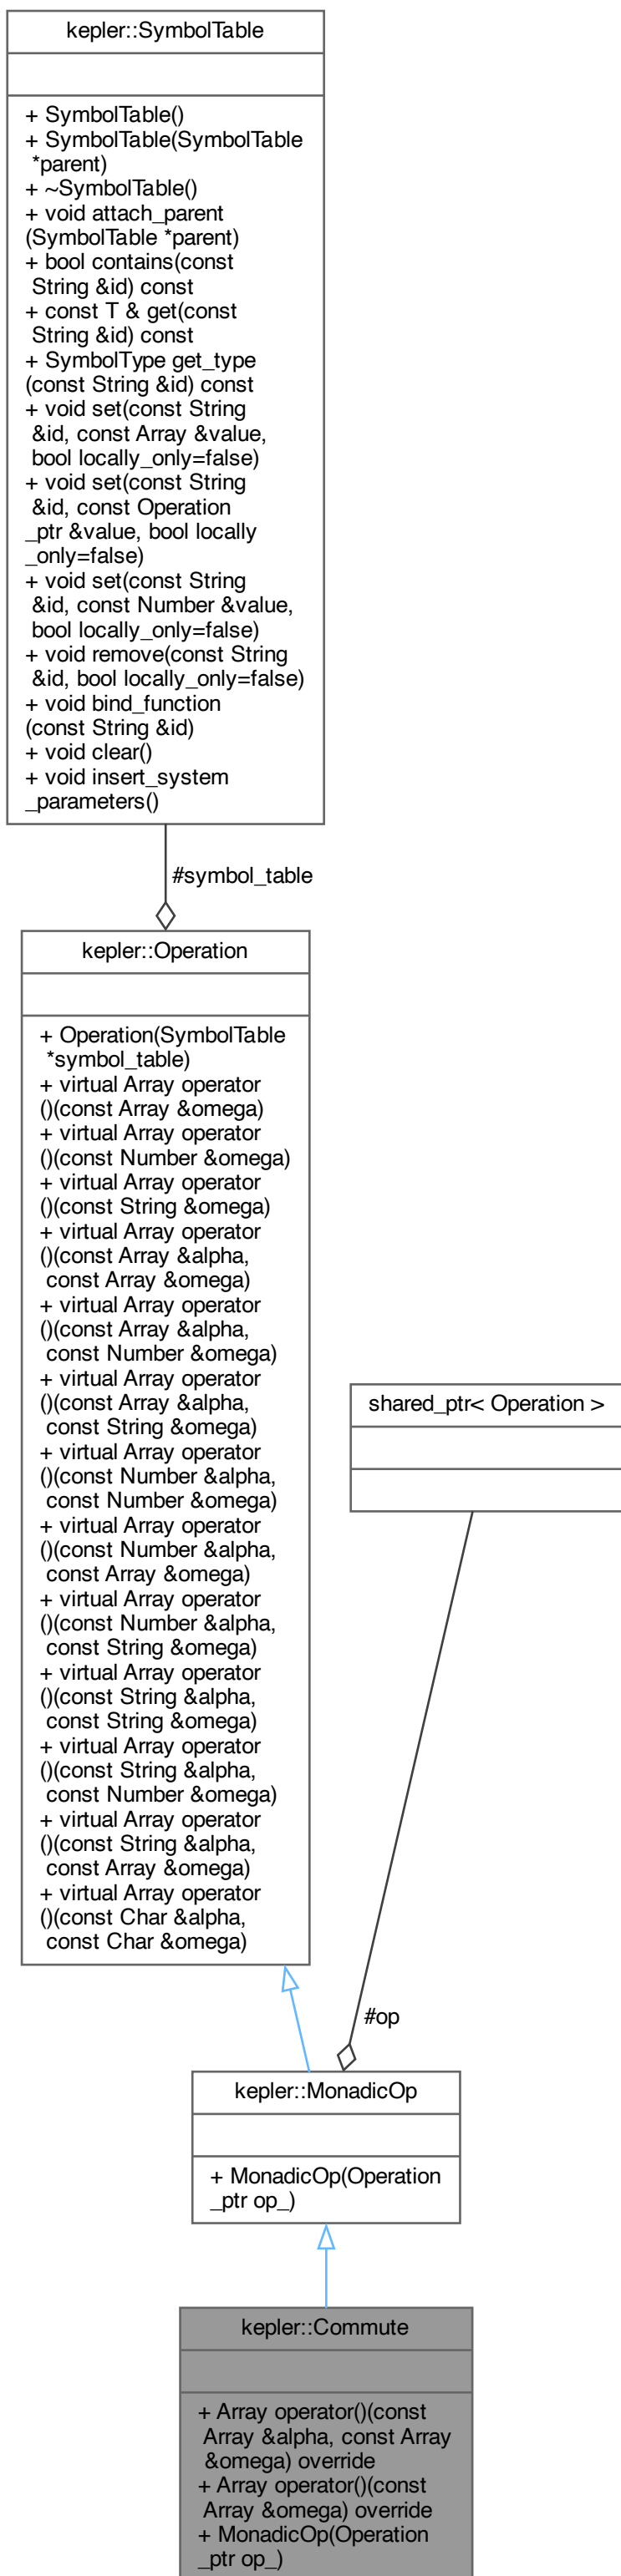 kepler::SymbolTable
+ SymbolTable()
+ SymbolTable(SymbolTable
*parent)
+ ~SymbolTable()
+ void attach_parent
(SymbolTable *parent)
+ bool contains(const
String &id) const
+ const T & get(const
String &id) const
+ SymbolType get_type
(const String &id) const
+ void set(const String
&id, const Array &value,
bool locally_only=false)
+ void set(const String
&id, const Operation
_ptr &value, bool locally
_only=false)
+ void set(const String
&id, const Number &value,
bool locally_only=false)
+ void remove(const String
&id, bool locally_only=false)
+ void bind_function
(const String &id)
+ void clear()
+ void insert_system
_parameters()
#symbol_table
kepler::Operation
+ Operation(SymbolTable
*symbol_table)
+ virtual Array operator
()(const Array &omega)
+ virtual Array operator
()(const Number &omega)
+ virtual Array operator
()(const String &omega)
+ virtual Array operator
()(const Array &alpha,
const Array &omega)
+ virtual Array operator
()(const Array &alpha,
const Number &omega)
+ virtual Array operator
()(const Array &alpha,
const String &omega)
+ virtual Array operator
()(const Number &alpha,
const Number &omega)
+ virtual Array operator
()(const Number &alpha,
const Array &omega)
+ virtual Array operator
()(const Number &alpha,
const String &omega)
+ virtual Array operator
()(const String &alpha,
const String &omega)
+ virtual Array operator
()(const String &alpha,
const Number &omega)
+ virtual Array operator
()(const String &alpha,
const Array &omega)
+ virtual Array operator
()(const Char &alpha,
const Char &omega)
shared_ptr< Operation >
#op
kepler::MonadicOp
+ MonadicOp(Operation
_ptr op_)
kepler::Commute
+ Array operator()(const
Array &alpha, const Array
&omega) override
+ Array operator()(const
Array &omega) override
+ MonadicOp(Operation
_ptr op_)